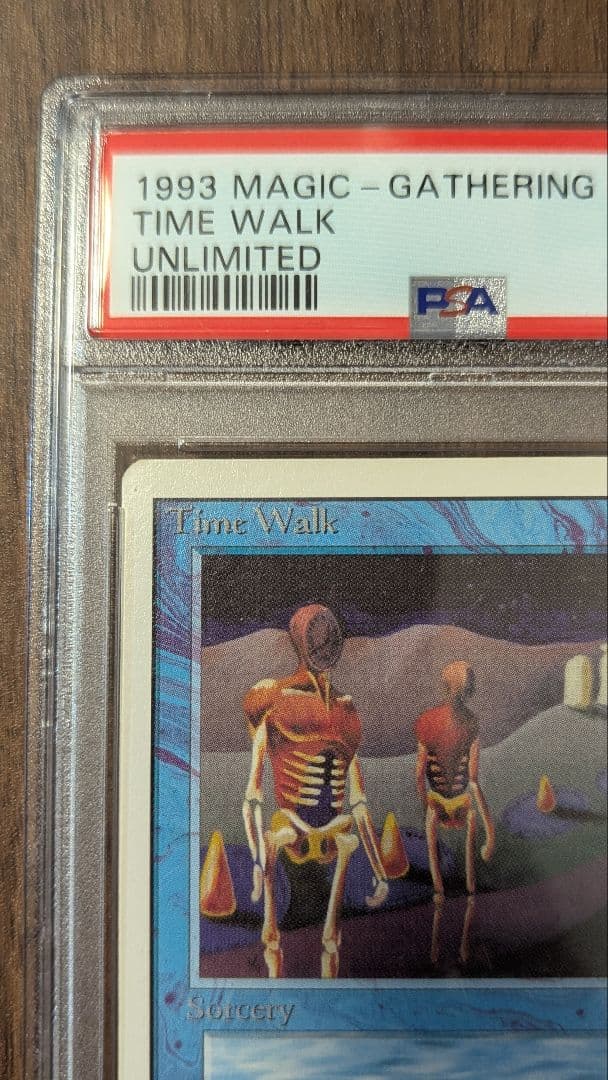 1993 MAGIC - GATHERING
TIME WALK
UNLIMITED
PSA
Time Walk
Sorcery